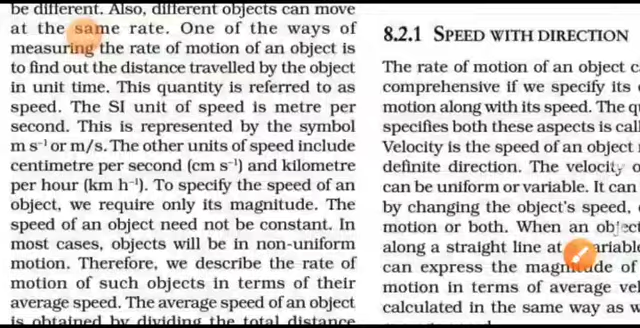 be different. Also, different objects can move
at the same rate. One of the ways of
measuring the rate of motion of an object is
to find out the distance travelled by the object
in unit time. This quantity is referred to as
speed. The SI unit of speed is metre per
second. This is represented by the symbol
m s⁻¹ or m/s. The other units of speed include
centimetre per second (cm s⁻¹) and kilometre
per hour (km h⁻¹). To specify the speed of an
object, we require only its magnitude. The
speed of an object need not be constant. In
most cases, objects will be in non-uniform
motion. Therefore, we describe the rate of
motion of such objects in terms of their
average speed. The average speed of an object
is obtained by dividing the total distance
8.2.1 SPEED WITH DIRECTION
The rate of motion of an object
comprehensive if we specify its
motion along with its speed. The
specifies both these aspects is
Velocity is the speed of an object
definite direction. The velocity
can be uniform or variable. It can
by changing the object's speed,
motion or both. When an object
along a straight line at
can express the magnitude of
motion in terms of average
calculated in the same way as